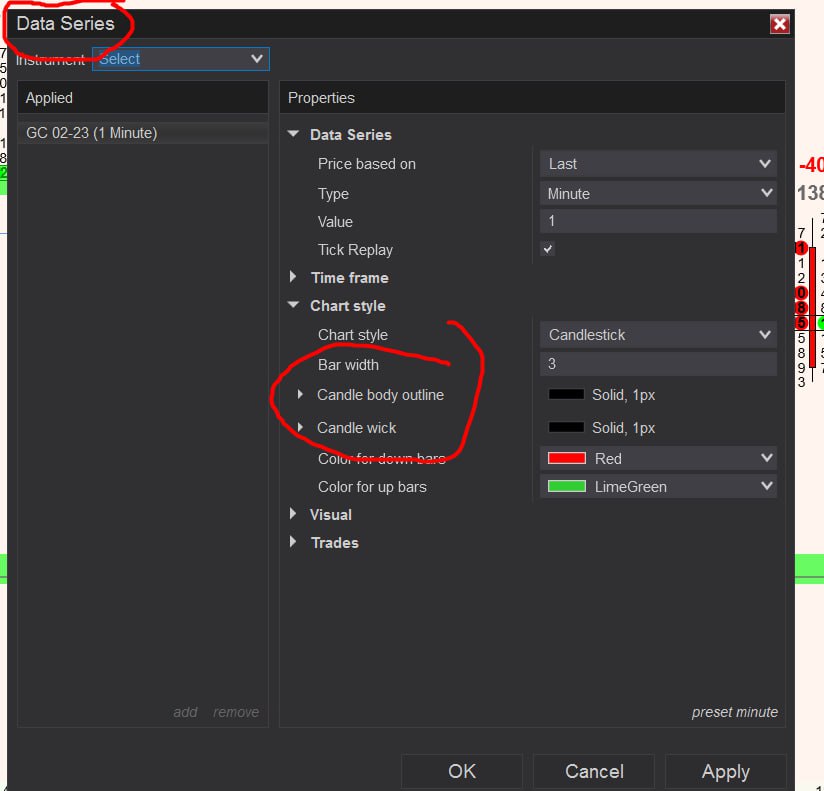 Data Series
Instrument Select
Applied
Properties
GC 02-23 (1 Minute)
Data Series
Price based on Last
Type Minute
Value 1
Tick Replay
Time frame
Chart style
Chart style Candlestick
Bar width 3
Candle body outline Solid, 1px
Candle wick Solid, 1px
Color for down bars Red
Color for up bars LimeGreen
Visual
Trades
add remove
preset minute
OK Cancel Apply
-40
138